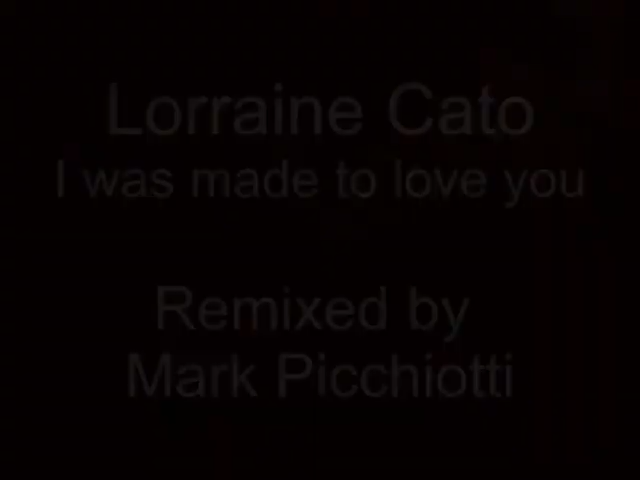 Lorraine Cato
I was made to love you
Remixed by
Mark Picchiotti